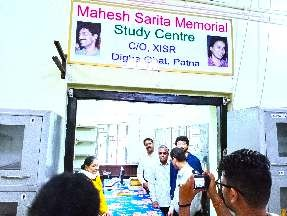 Mahesh Sarita Memorial
Study Centre
C/O, XISR
Digha Ghat, Patna